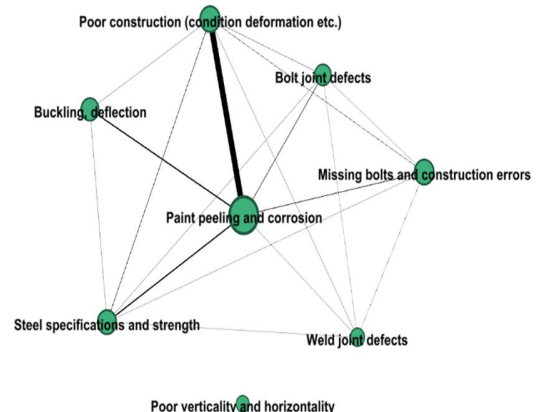 Poor construction (condition deformation etc.)
Bolt joint defects
Buckling, deflection
Missing bolts and construction errors
Paint peeling and corrosion
Steel specifications and strength
Weld joint defects
Poor verticality and horizontality